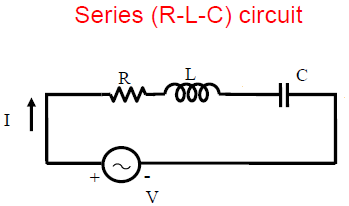 Series (R-L-C) circuit
R
L
C
I
+
-
V